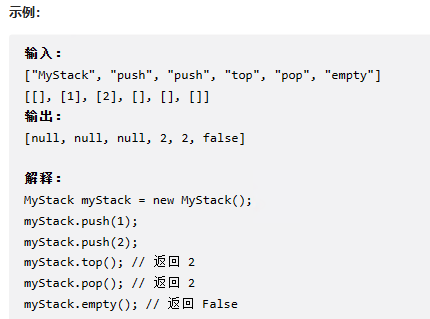 示例：
输入：
["MyStack", "push", "push", "top", "pop", "empty"]
[[], [1], [2], [], [], []]
输出：
[null, null, null, 2, 2, false]
解释：
MyStack myStack = new MyStack();
myStack.push(1);
myStack.push(2);
myStack.top(); // 返回 2
myStack.pop(); // 返回 2
myStack.empty(); // 返回 False